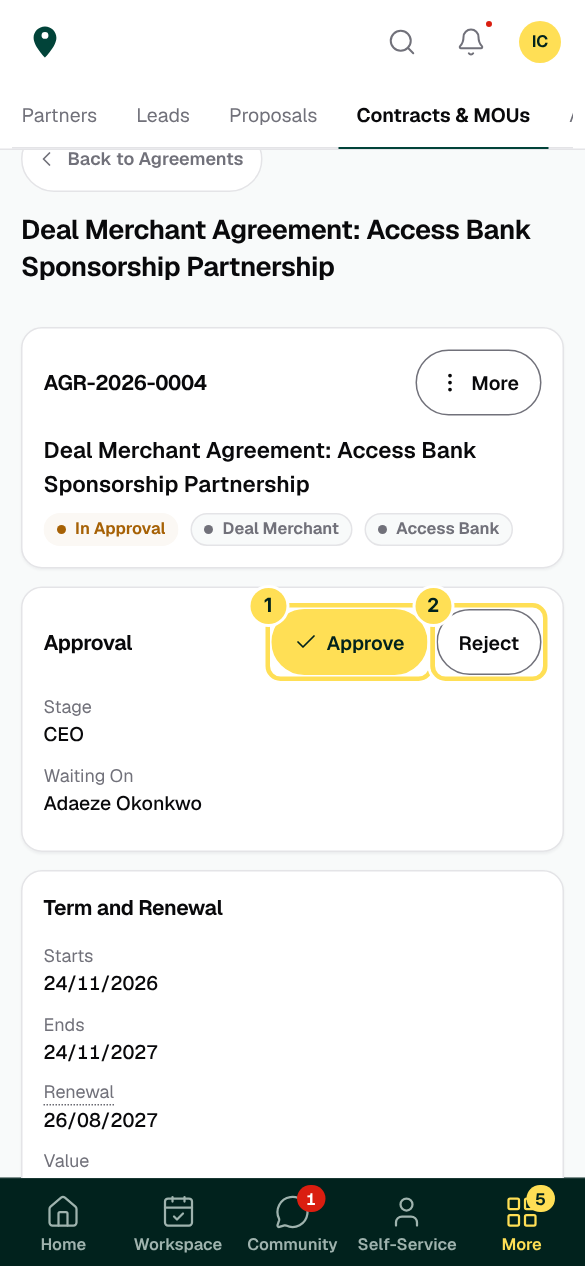 IC
Partners
Leads
Proposals
Contracts & MOUs
Back to Agreements
Deal Merchant Agreement: Access Bank
Sponsorship Partnership
AGR-2026-0004
More
Deal Merchant Agreement: Access Bank
Sponsorship Partnership
In Approval
Deal Merchant
Access Bank
1
2
Approval
Approve
Reject
Stage
CEO
Waiting On
Adaeze Okonkwo
Term and Renewal
Starts
24/11/2026
Ends
24/11/2027
Renewal
26/08/2027
Value
1
5
Home
Workspace
Community
Self-Service
More